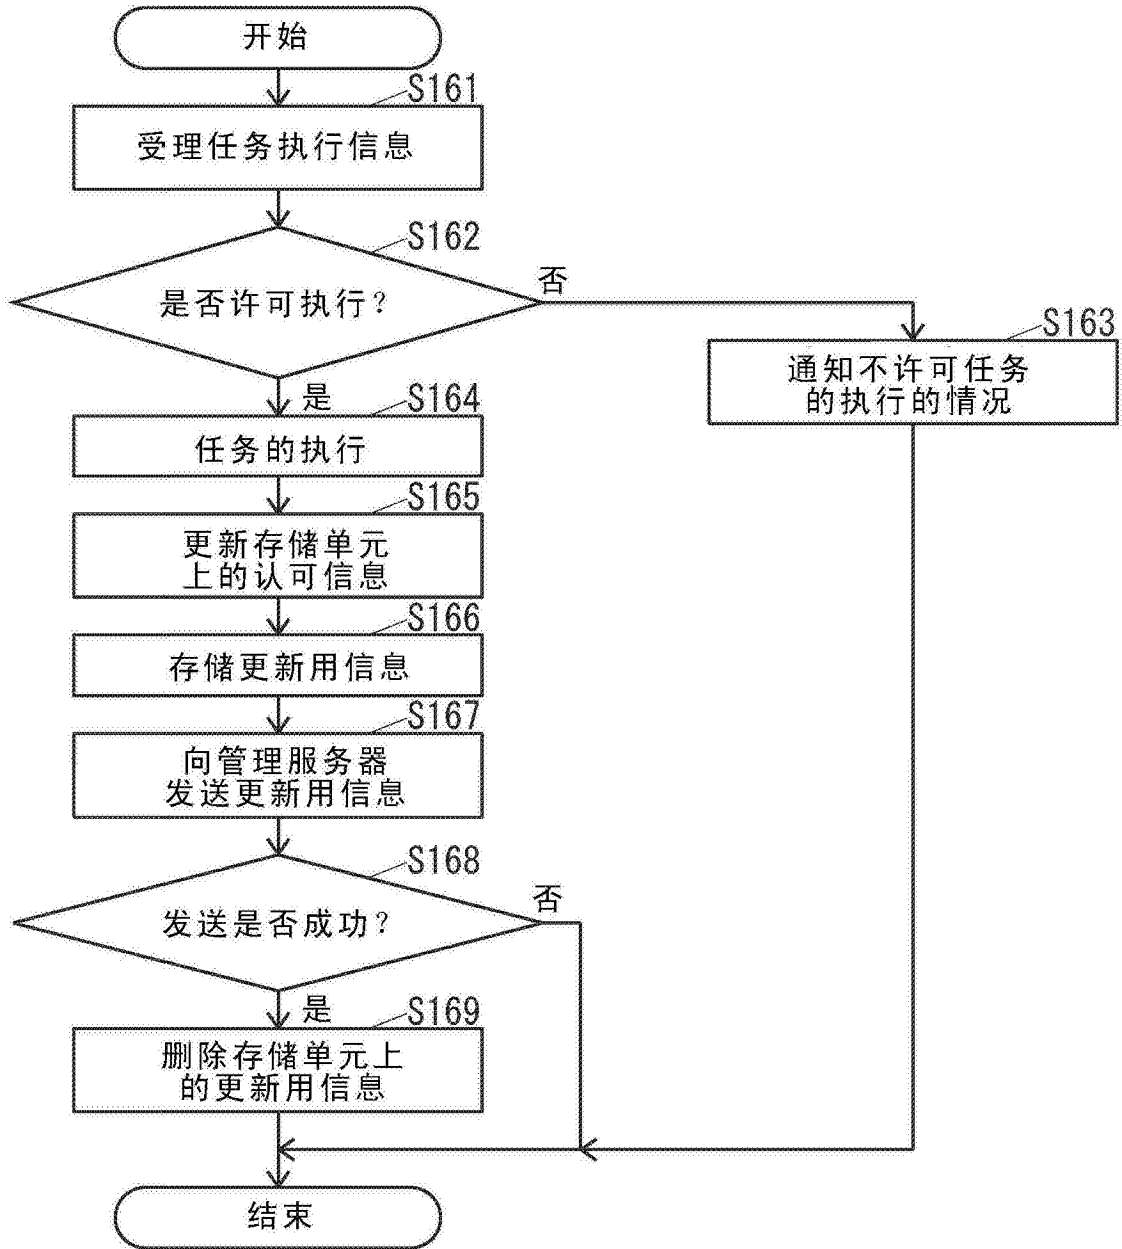 开始
S161
受理任务执行信息
S162
是否许可执行？
否
S163
通知不许可任务
的执行的情况
是
S164
任务的执行
S165
更新存储单元
上的认可信息
S166
存储更新用信息
S167
向管理服务器
发送更新用信息
S168
发送是否成功？
否
是
S169
删除存储单元上
的更新用信息
结束